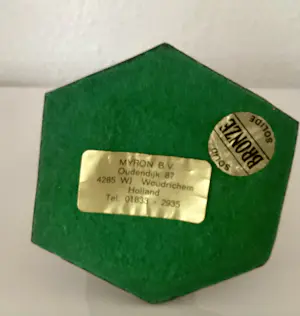 MYRON B.V.
Oudendijk 87
4285 WJ Woudrichem
Holland
Tel. 01833 - 2935
SOLID
BRONZE
SOLIDE